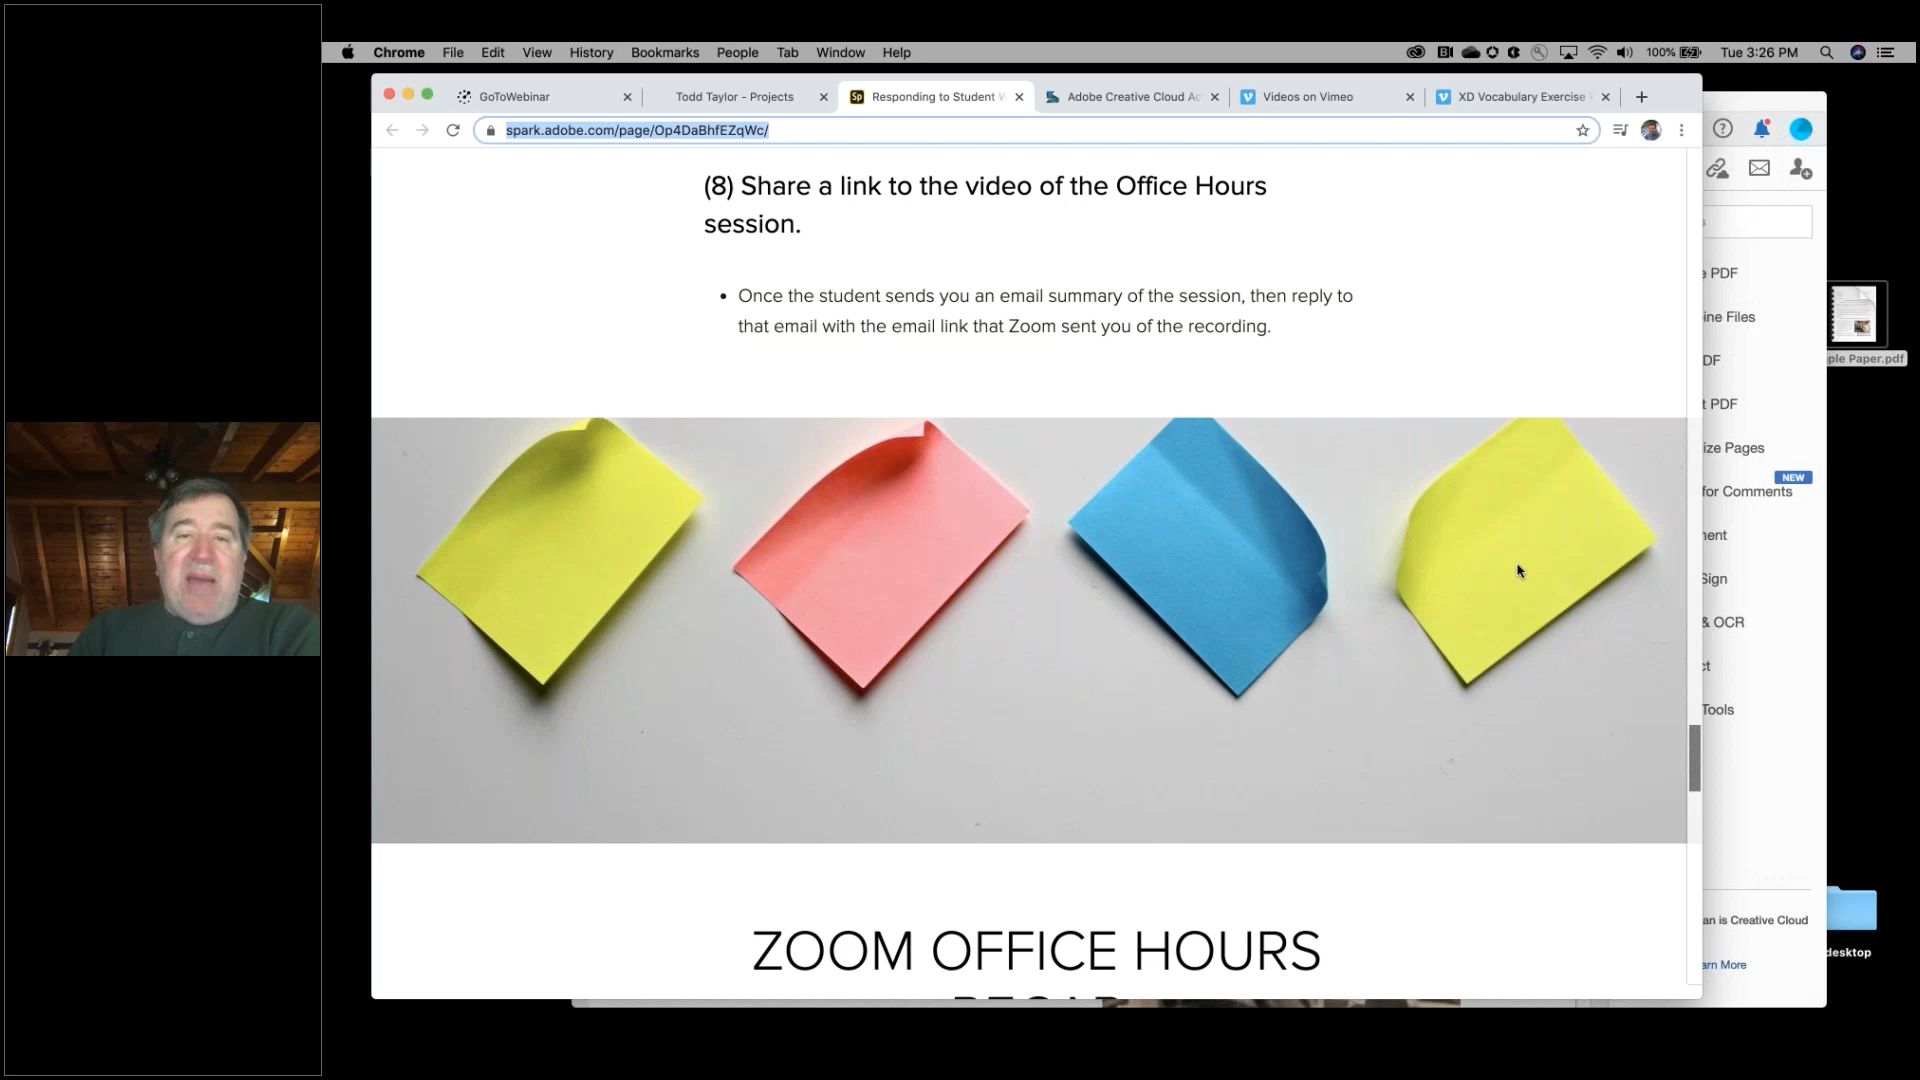 Chrome File Edit View History Bookmarks People Tab Window Help 100% Tue 3:26 PM
GoToWebinar Todd Taylor - Projects Responding to Student Adobe Creative Cloud Videos on Vimeo XD Vocabulary Exercise
spark.adobe.com/page/Op4DaBhfEZqWc/
(8) Share a link to the video of the Office Hours
session.
• Once the student sends you an email summary of the session, then reply to
that email with the email link that Zoom sent you of the recording.
ZOOM OFFICE HOURS
PDF
ine Files
DF
t PDF
ize Pages
NEW
for Comments
ment
Sign
& OCR
ct
Tools
an is Creative Cloud
arn More
ple Paper.pdf
desktop